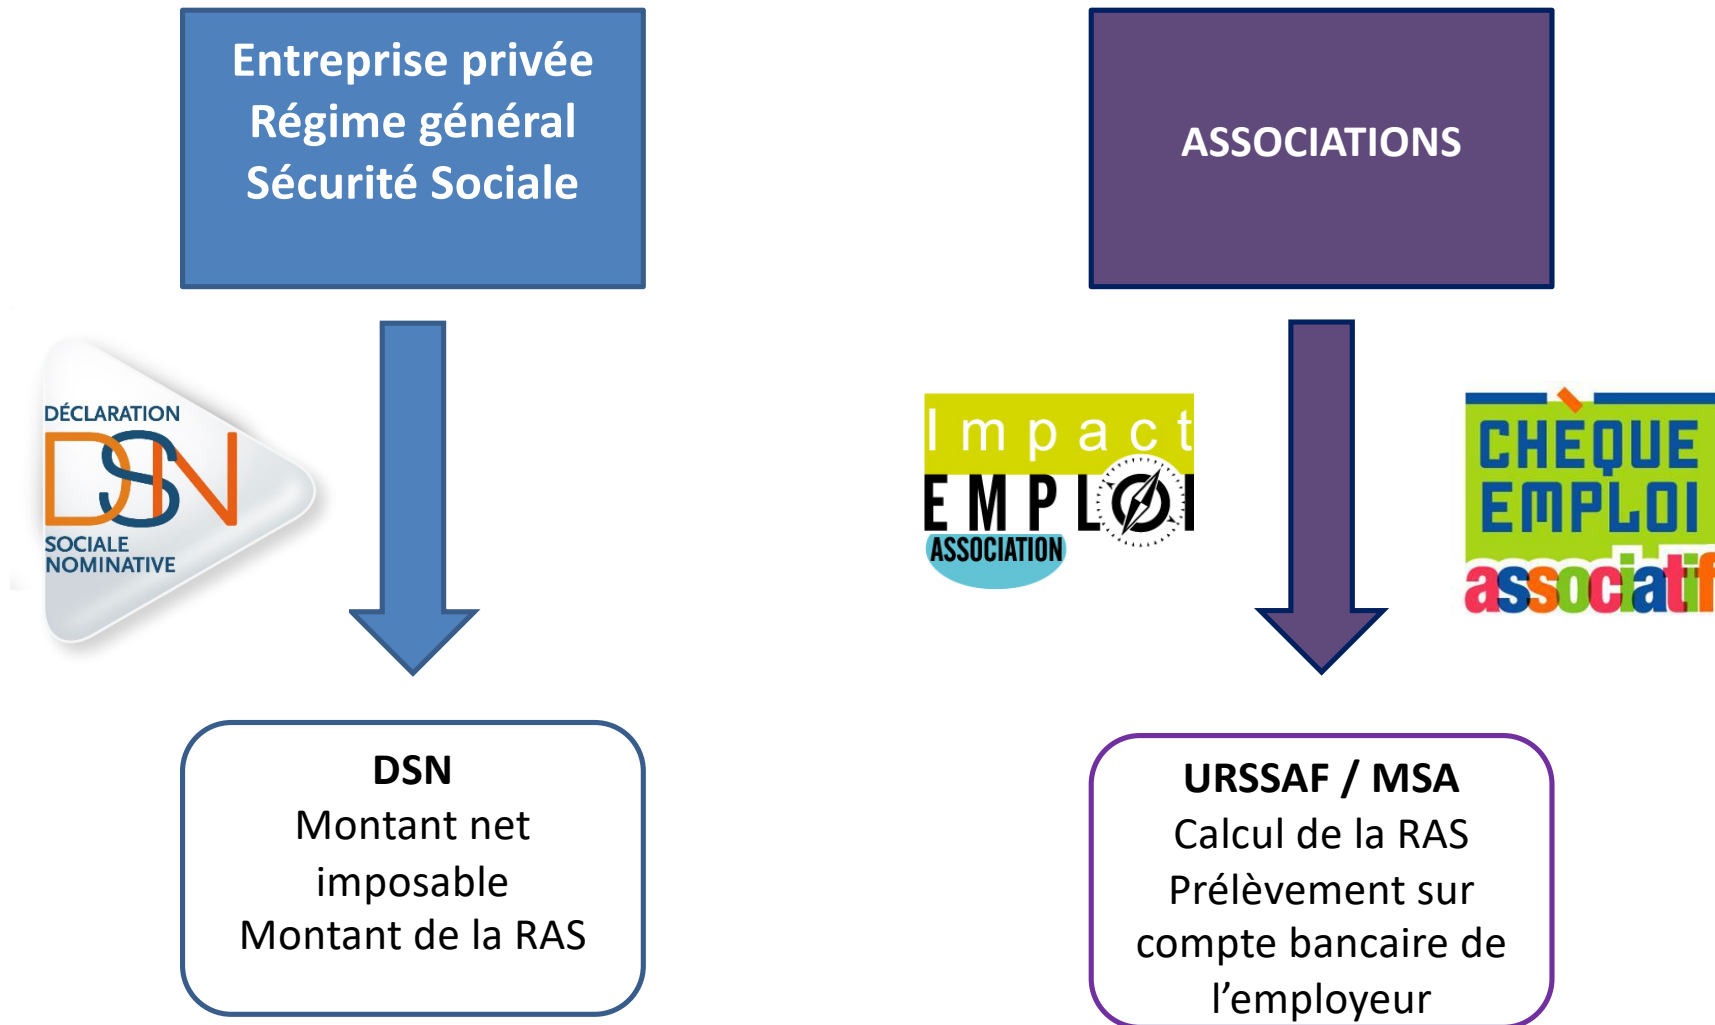 Entreprise privée
Régime général
Sécurité Sociale
DÉCLARATION
DSN
SOCIALE
NOMINATIVE
DSN
Montant net
imposable
Montant de la RAS
ASSOCIATIONS
Impact
EMPLOI
ASSOCIATION
CHÈQUE
EMPLOI
associatif
URSSAF / MSA
Calcul de la RAS
Prélèvement sur
compte bancaire de
l’employeur